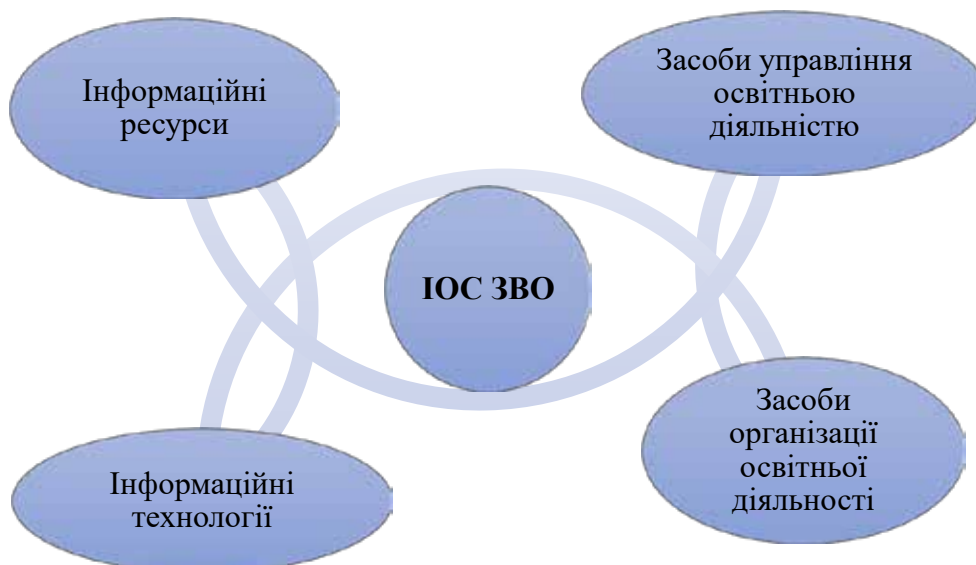 Інформаційні
ресурси
Засоби управління
освітньою
діяльністю
ІОС ЗВО
Інформаційні
технології
Засоби
організації
освітньої
діяльності